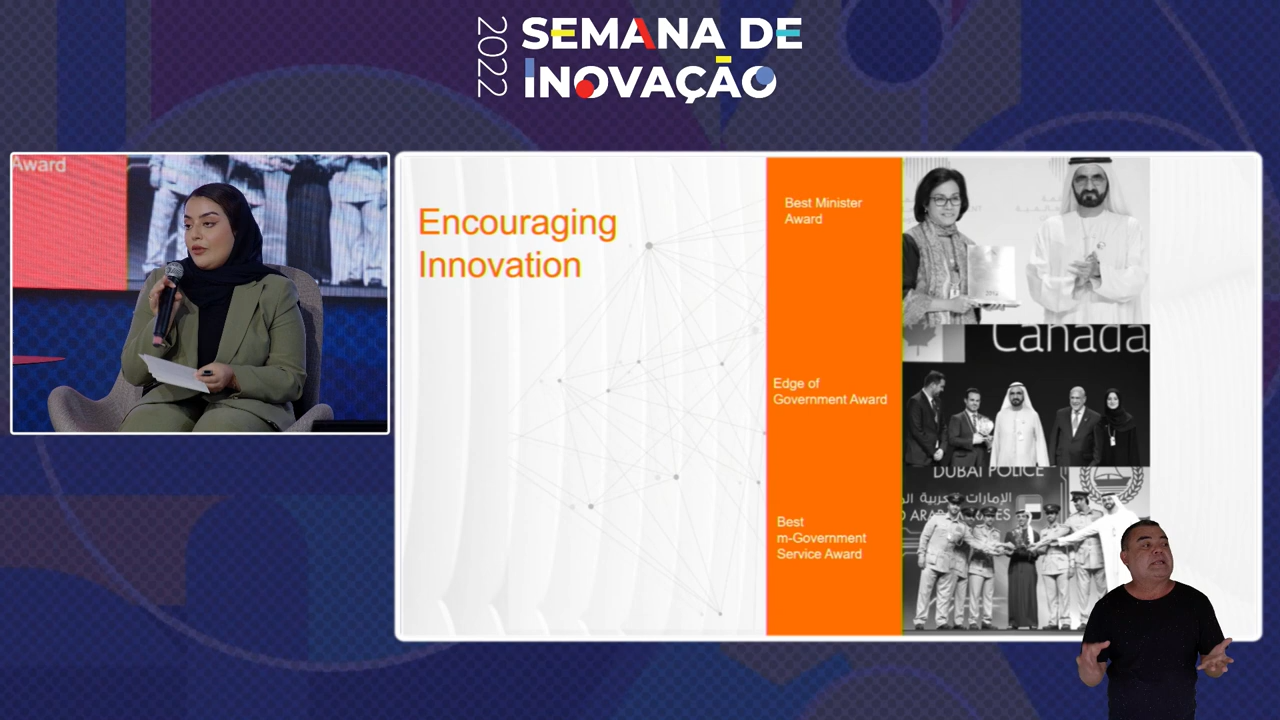 2022
SEMANA DE
INOVAÇÃO
Award
Encouraging
Innovation
Best Minister
Award
Edge of
Government Award
Best
m-Government
Service Award
Canada
DUBAI POLICE